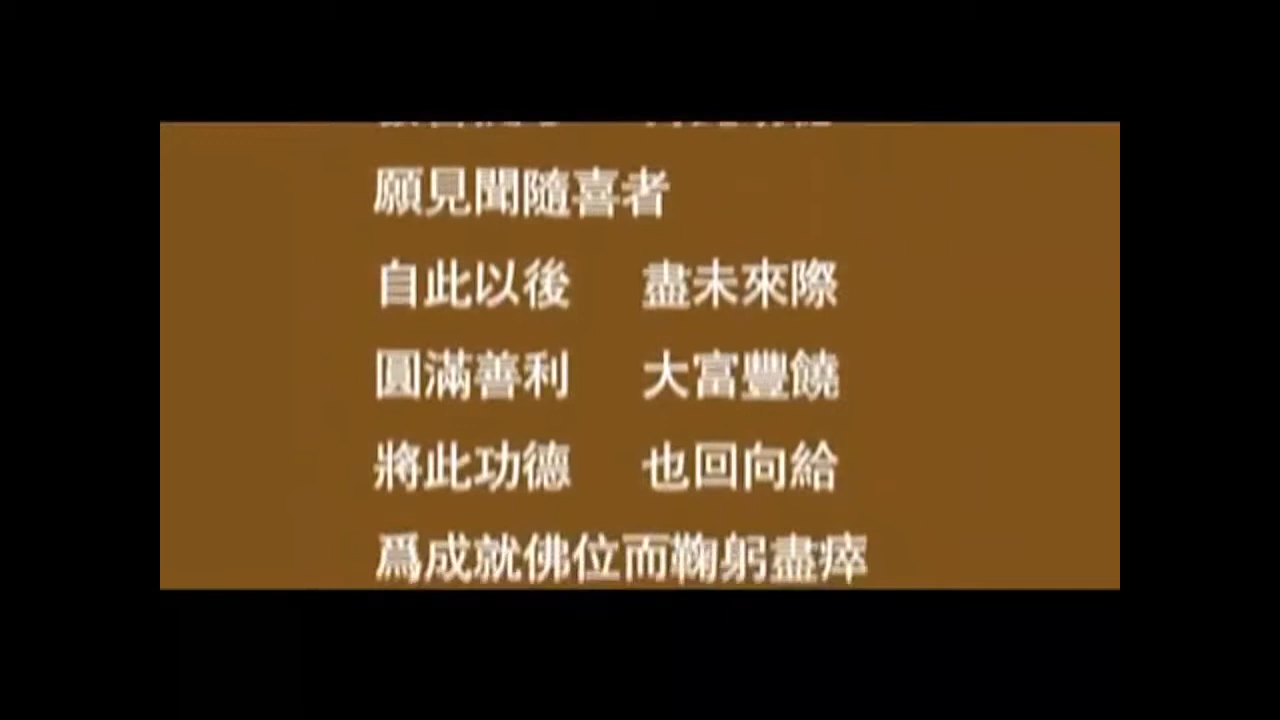 願見聞隨喜者
自此以後 盡未來際
圓滿善利 大富豐饒
將此功德 也回向給
爲成就佛位而鞠躬盡瘁